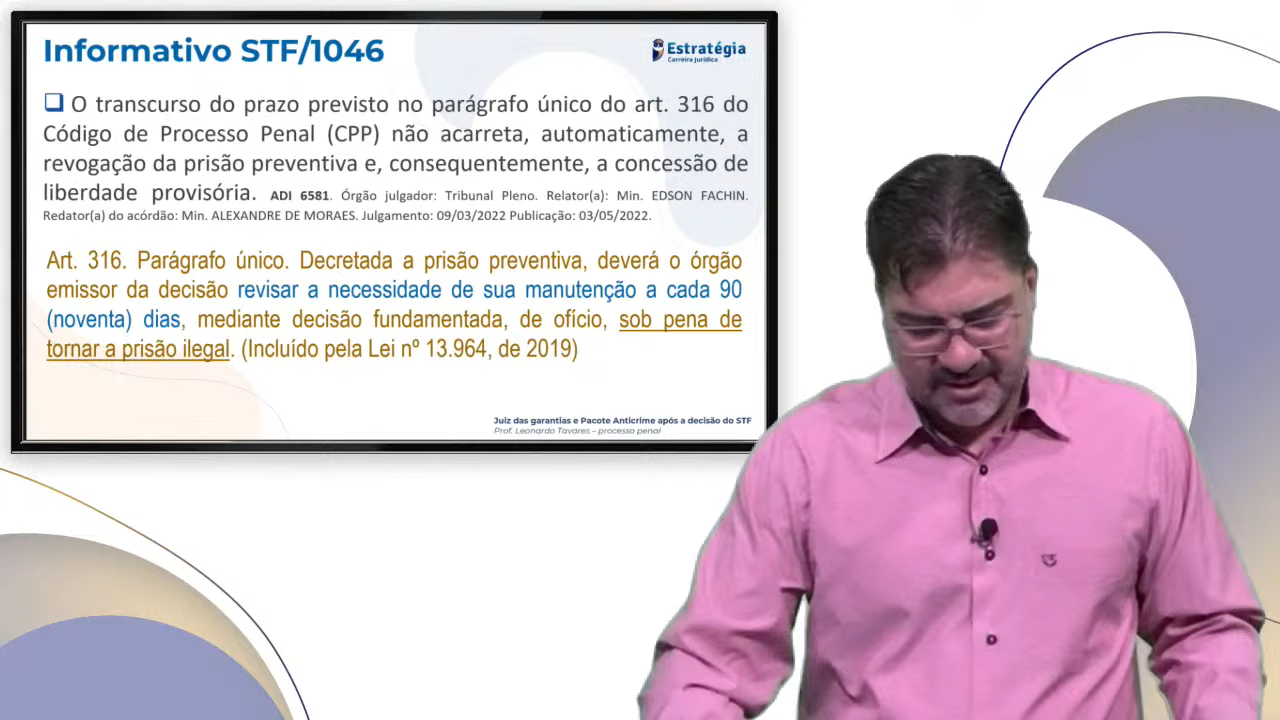 Informativo STF/1046
Estratégia
Carreira Jurídica
❑ O transcurso do prazo previsto no parágrafo único do art. 316 do
Código de Processo Penal (CPP) não acarreta, automaticamente, a
revogação da prisão preventiva e, consequentemente, a concessão de
liberdade provisória. ADI 6581. Órgão julgador: Tribunal Pleno. Relator(a): Min. EDSON FACHIN.
Redator(a) do acórdão: Min. ALEXANDRE DE MORAES. Julgamento: 09/03/2022 Publicação: 03/05/2022.
Art. 316. Parágrafo único. Decretada a prisão preventiva, deverá o órgão
emissor da decisão revisar a necessidade de sua manutenção a cada 90
(noventa) dias, mediante decisão fundamentada, de ofício, sob pena de
tornar a prisão ilegal. (Incluído pela Lei nº 13.964, de 2019)
Juiz das garantias e Pacote Anticrime após a decisão do STF
Prof. Leonardo Tavares – processo penal